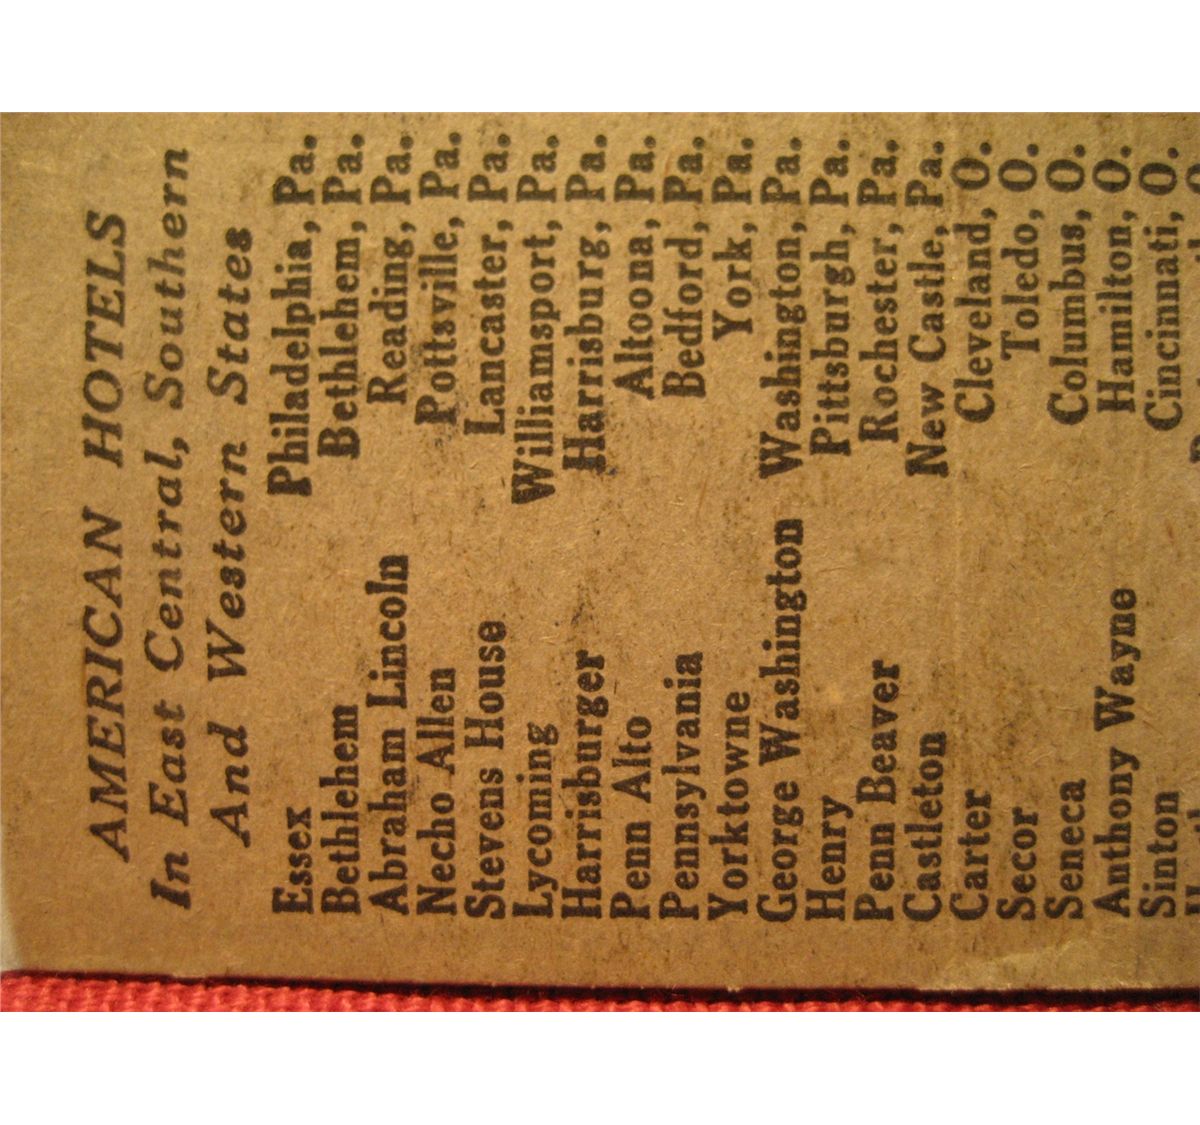 AMERICAN HOTELS
In East Central, Southern
And Western States
Essex Philadelphia, Pa.
Bethlehem Bethlehem, Pa.
Abraham Lincoln Reading, Pa.
Necho Allen Pottsville, Pa.
Stevens House Lancaster, Pa.
Lycoming Williamsport, Pa.
Harrisburger Harrisburg, Pa.
Penn Alto Altoona, Pa.
Pennsylvania Bedford, Pa.
Yorktowne York, Pa.
George Washington Washington, Pa.
Henry Pittsburgh, Pa.
Penn Beaver Rochester, Pa.
Castleton New Castle, Pa.
Carter Cleveland, O.
Secor Toledo, O.
Seneca Columbus, O.
Anthony Wayne Hamilton, O.
Sinton Cincinnati, O.